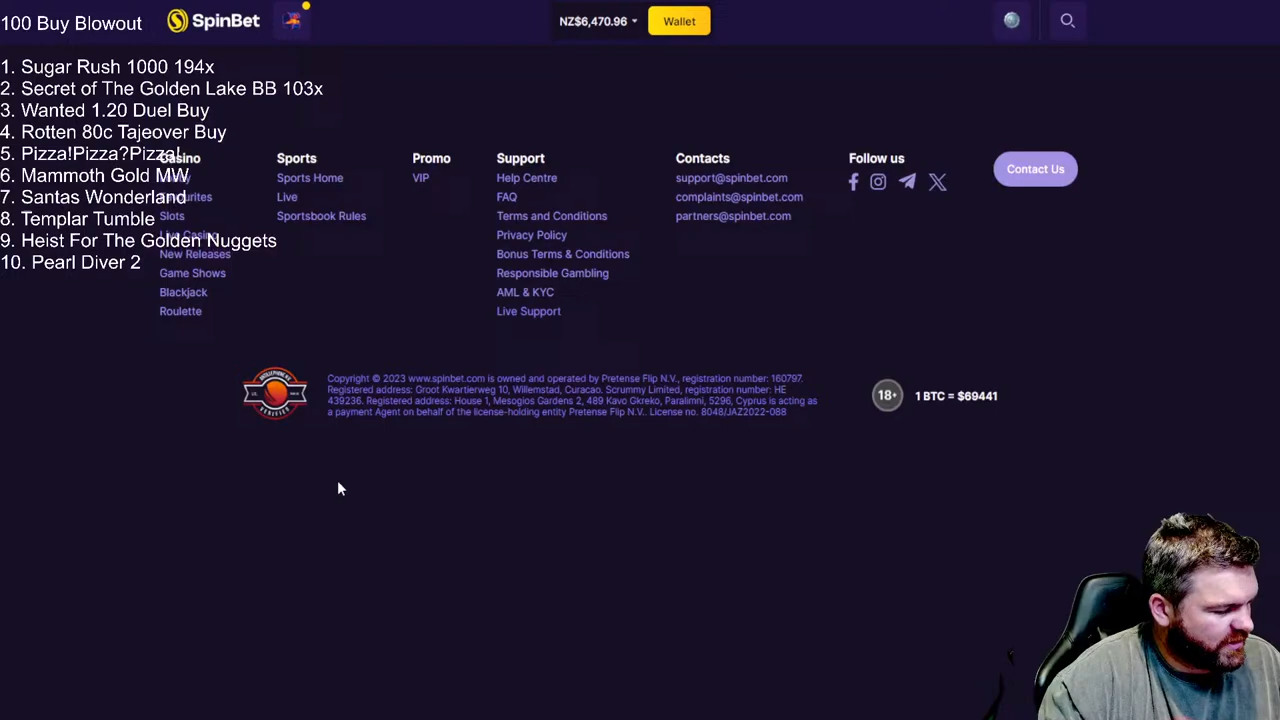 100 Buy Blowout
SpinBet
NZ$6,470.96
Wallet
1. Sugar Rush 1000 194x
2. Secret of The Golden Lake BB 103x
3. Wanted 1.20 Duel Buy
4. Rotten 80c Tajeover Buy
5. Pizza!Pizza?Pizza!
6. Mammoth Gold MW
7. Santas Wonderland
8. Templar Tumble
9. Heist For The Golden Nuggets
10. Pearl Diver 2
Casino
Favourites
Slots
Live Casino
New Releases
Game Shows
Blackjack
Roulette
Sports
Sports Home
Live
Sportsbook Rules
Promo
VIP
Support
Help Centre
FAQ
Terms and Conditions
Privacy Policy
Bonus Terms & Conditions
Responsible Gambling
AML & KYC
Live Support
Contacts
support@spinbet.com
complaints@spinbet.com
partners@spinbet.com
Follow us
Contact Us
Copyright © 2023 www.spinbet.com is owned and operated by Pretense Flip N.V., registration number: 160797.
Registered address: Groot Kwartierweg 10, Willemstad, Curacao. Scrummy Limited, registration number: HE
439236. Registered address: House 1, Mesogios Gardens 2, 489 Kavo Gkreko, Paralimni, 5296, Cyprus is acting as
a payment Agent on behalf of the license-holding entity Pretense Flip N.V.. License no. 8048/JAZ2022-088
18+
1 BTC = $69441